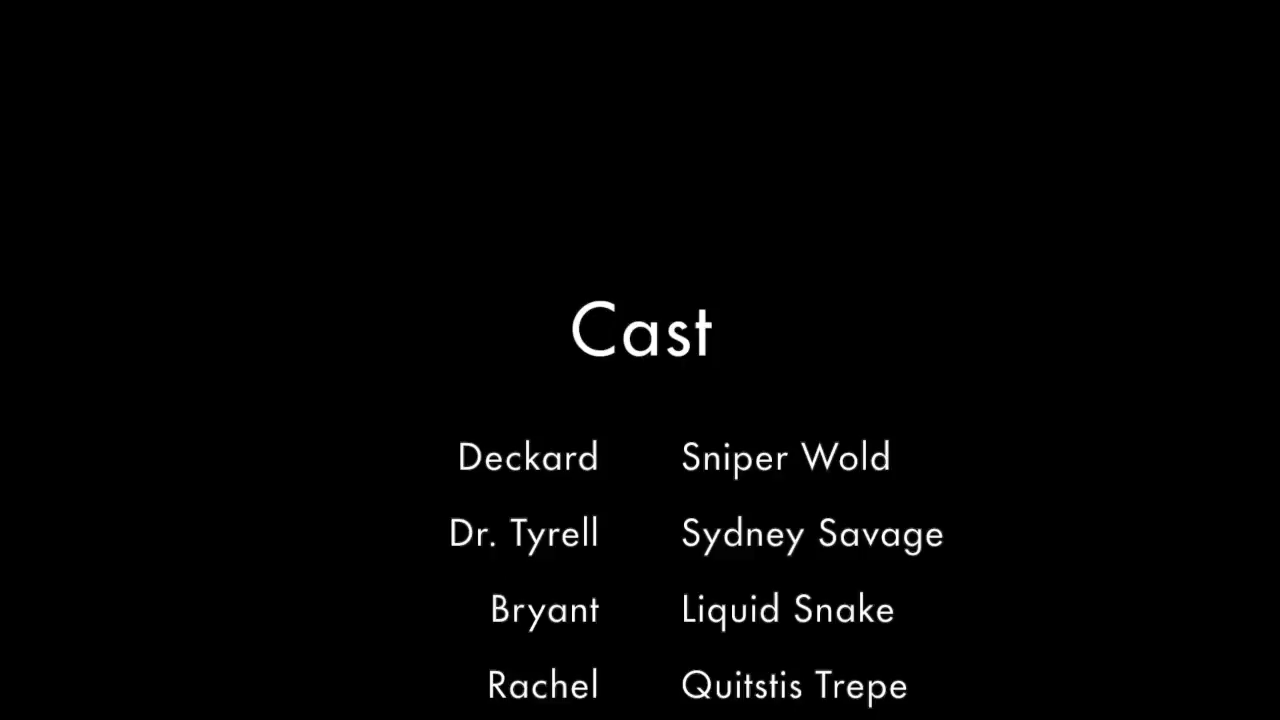 Cast
Deckard Sniper Wold
Dr. Tyrell Sydney Savage
Bryant Liquid Snake
Rachel Quitstis Trepe